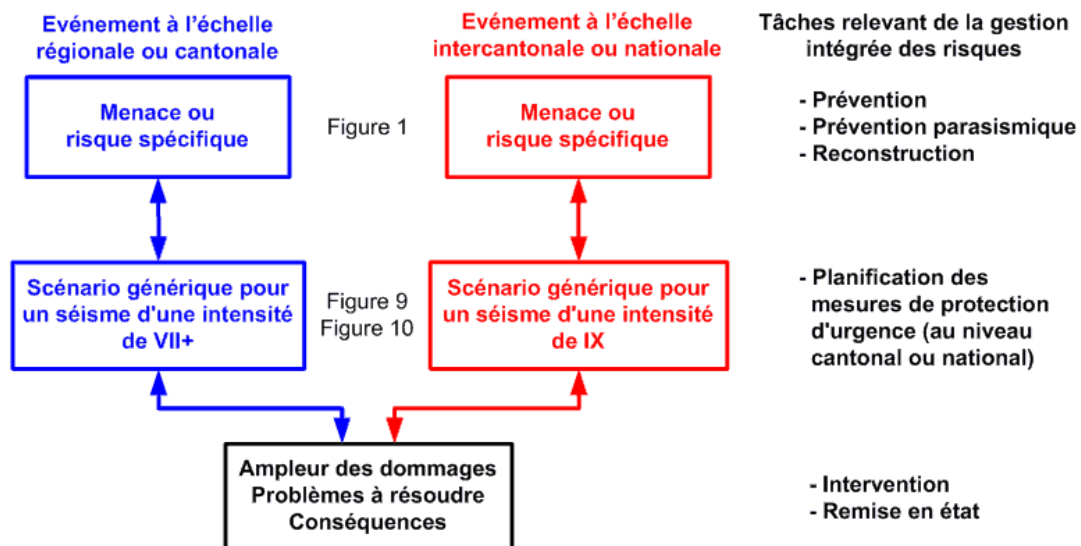 Evénement à l'échelle
régionale ou cantonale
Evénement à l'échelle
intercantonale ou nationale
Tâches relevant de la gestion
intégrée des risques
Menace ou
risque spécifique
Figure 1
Menace ou
risque spécifique
- Prévention
- Prévention parasismique
- Reconstruction
Scénario générique pour
un séisme d'une intensité
de VII+
Figure 9
Figure 10
Scénario générique pour
un séisme d'une intensité
de IX
- Planification des
mesures de protection
d'urgence (au niveau
cantonal ou national)
Ampleur des dommages
Problèmes à résoudre
Conséquences
- Intervention
- Remise en état